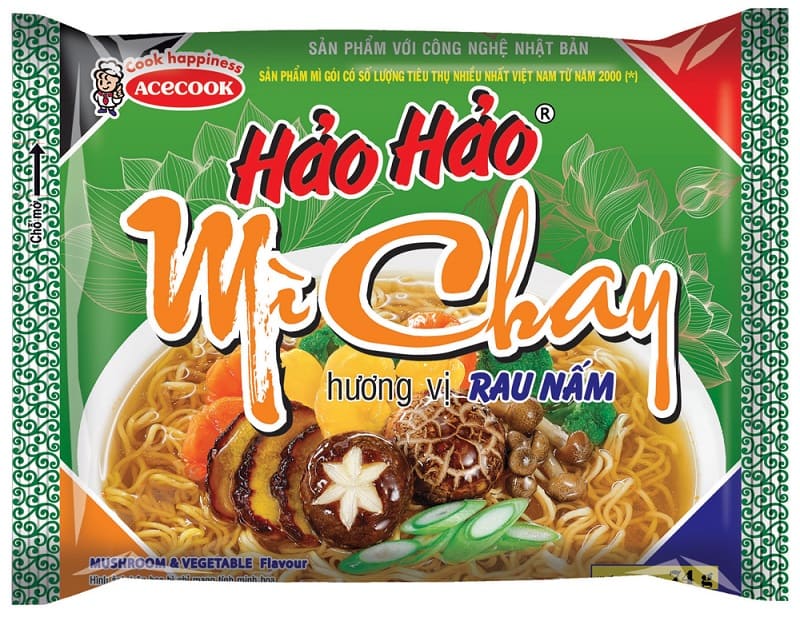 Cook happiness
ACECOOK
SẢN PHẨM VỚI CÔNG NGHỆ NHẬT BẢN
SẢN PHẨM MÌ GÓI CÓ SỐ LƯỢNG TIÊU THỤ NHIỀU NHẤT VIỆT NAM TỪ NĂM 2000 (*)
Hảo Hảo®
Chỗ mở
Mì Chay
hương vị RAU NẤM
MUSHROOM & VEGETABLE Flavour
74 g